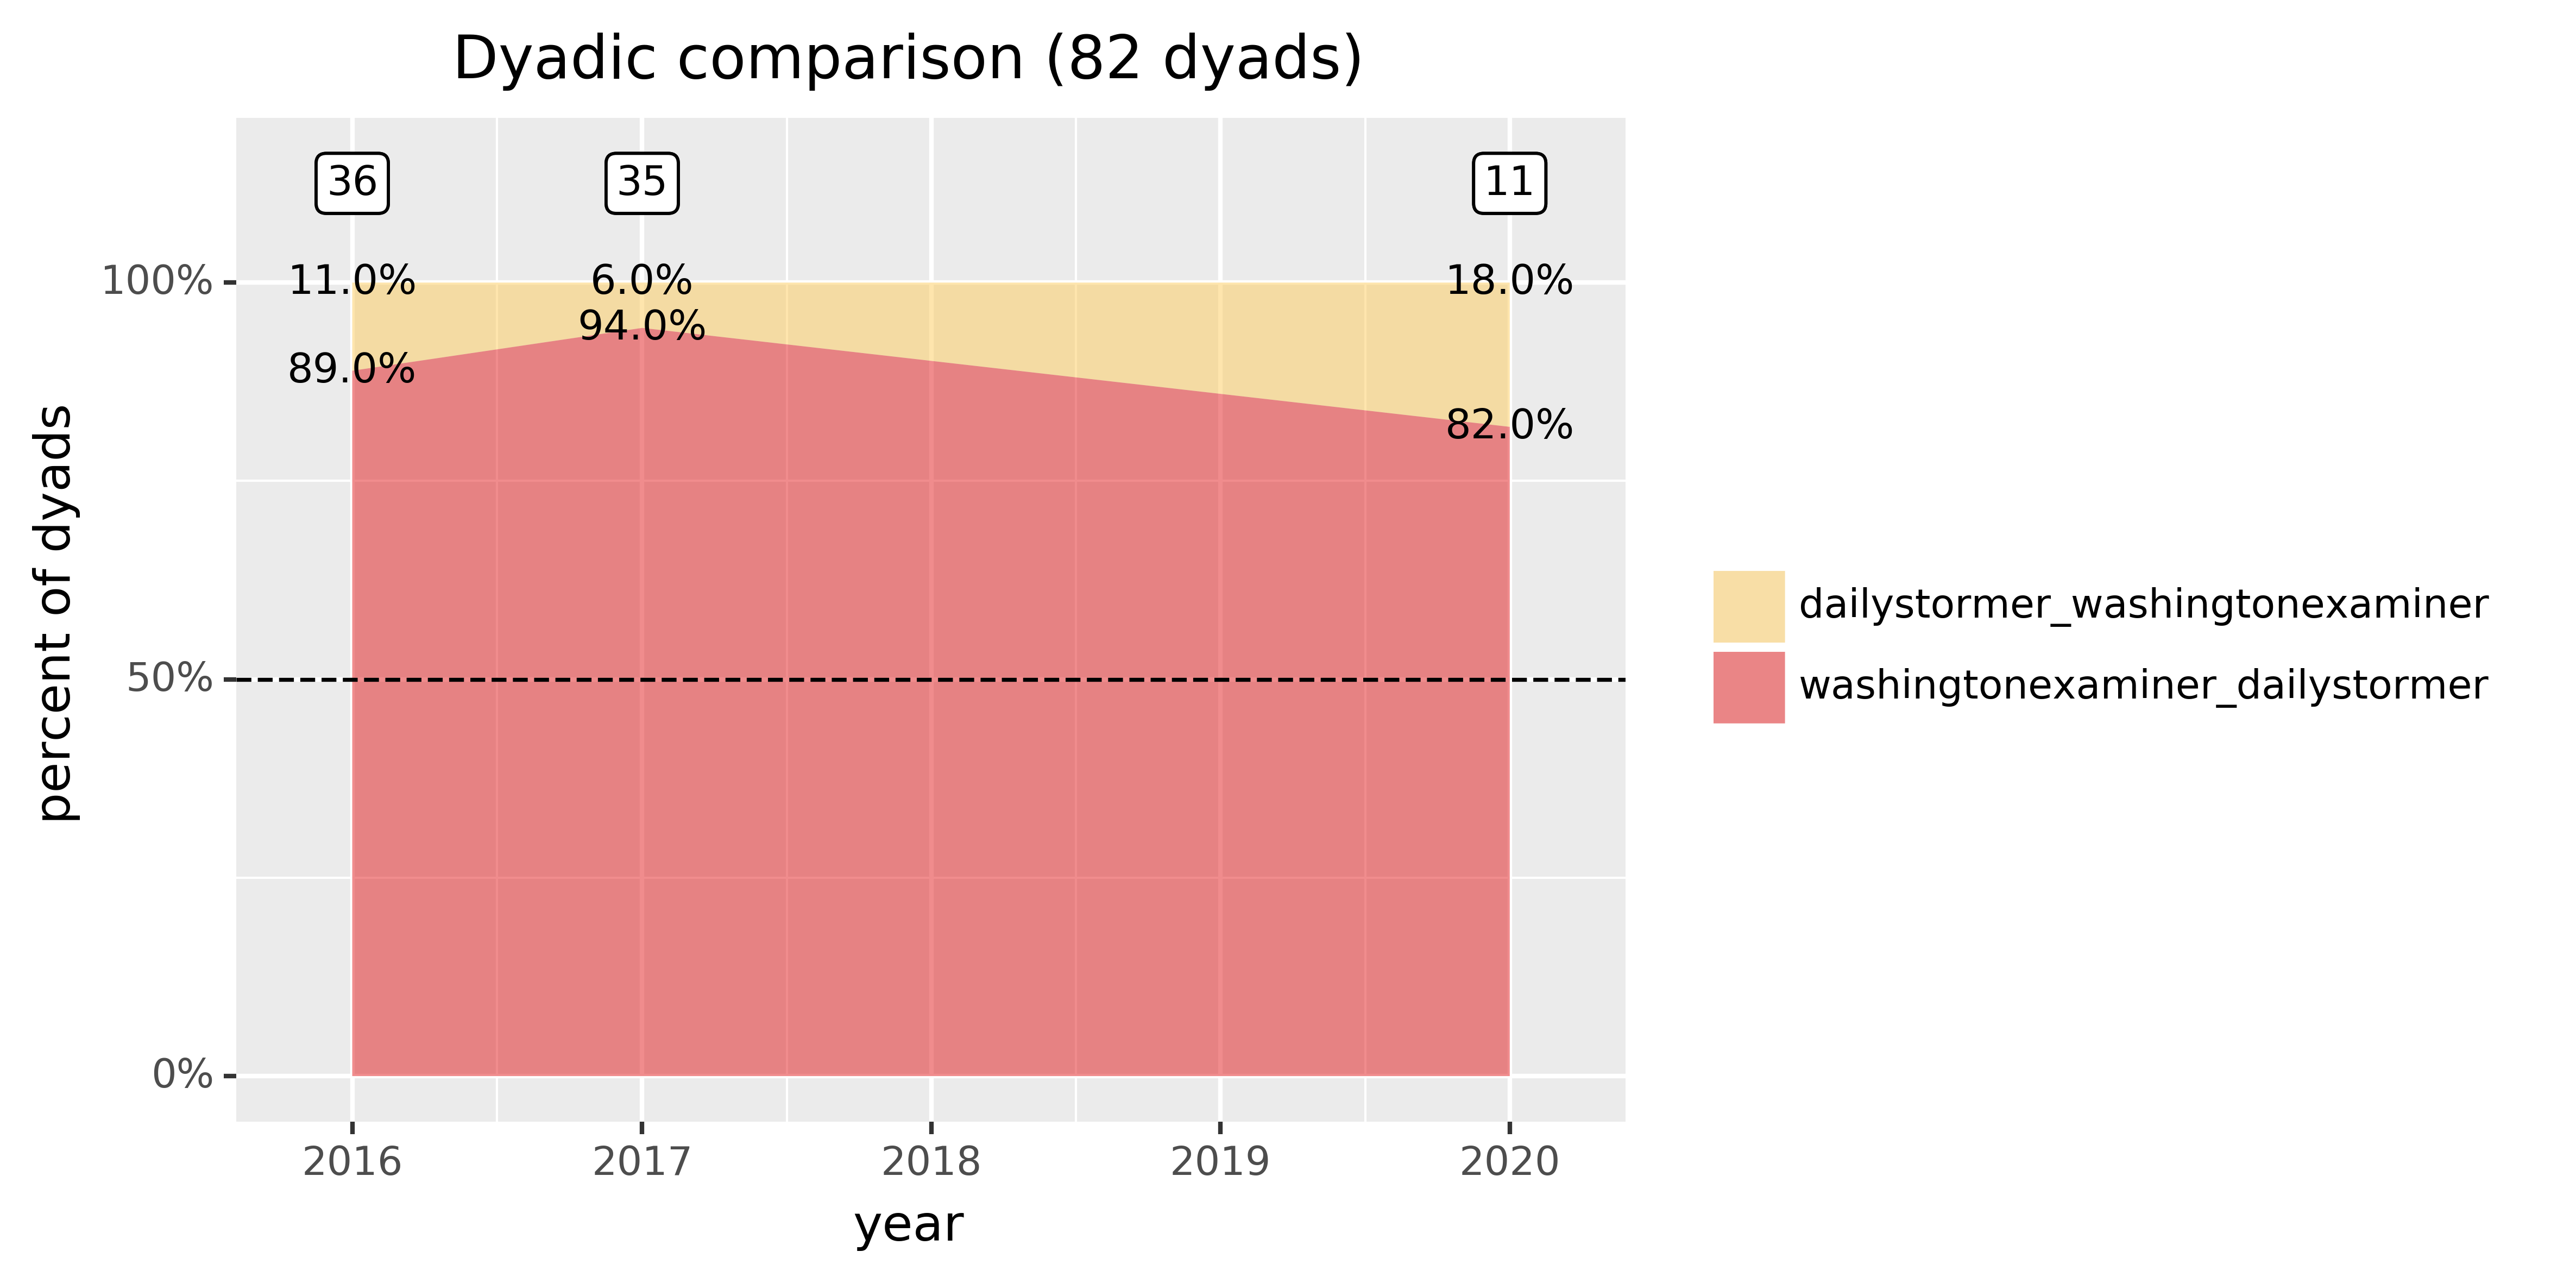 Dyadic comparison (82 dyads)
36 35 11
100% 11.0% 6.0% 18.0%
94.0%
89.0%
82.0%
percent of dyads
50%
0%
dailystormer_washingtonexaminer
washingtonexaminer_dailystormer
2016 2017 2018 2019 2020
year